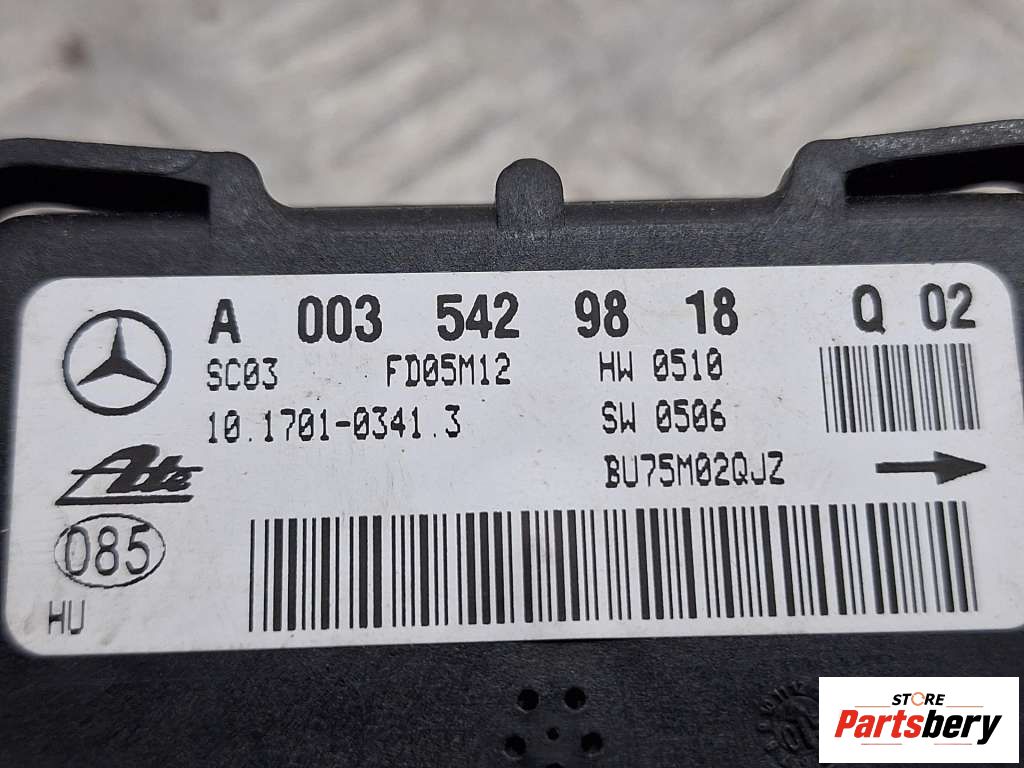 A 003 542 98 18 Q 02
SC03 FD05M12 HW 0510
10.1701-0341.3 SW 0506
Ate BU75M02QJZ
085
HU
STORE
Partsbery